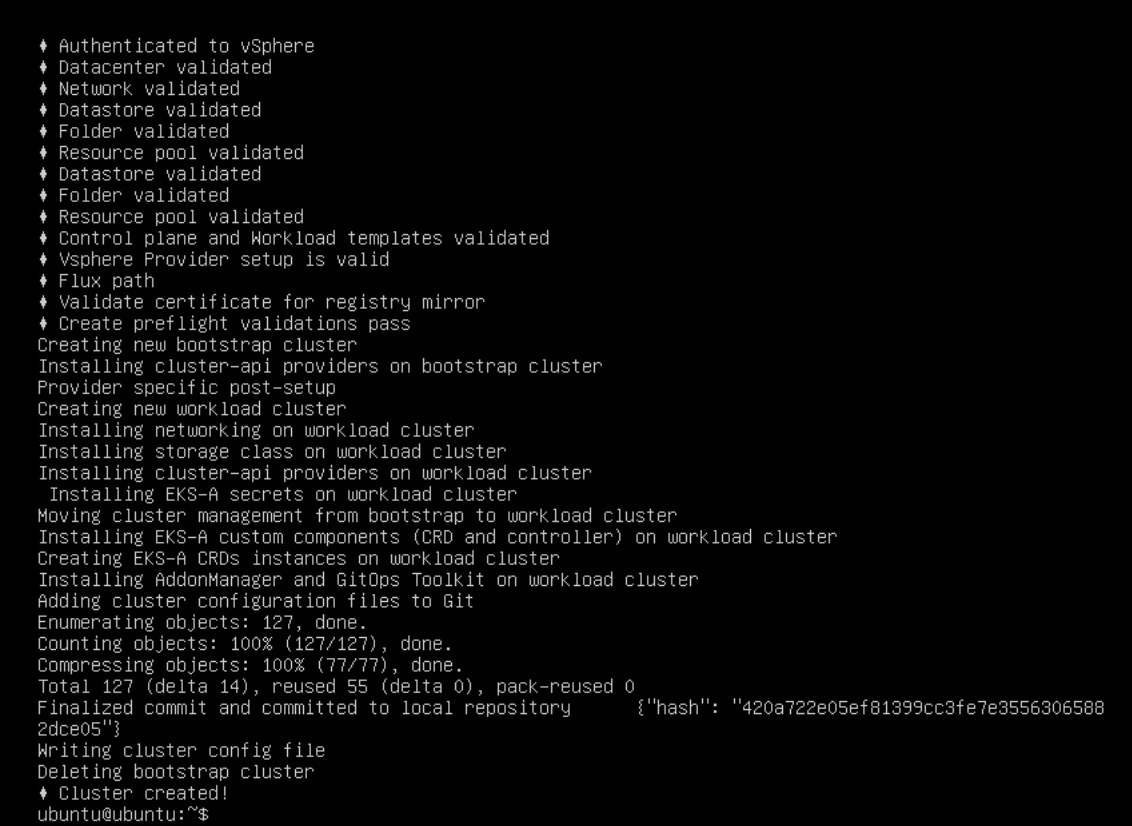 ♦ Authenticated to vSphere
♦ Datacenter validated
♦ Network validated
♦ Datastore validated
♦ Folder validated
♦ Resource pool validated
♦ Datastore validated
♦ Folder validated
♦ Resource pool validated
♦ Control plane and Workload templates validated
♦ Vsphere Provider setup is valid
♦ Flux path
♦ Validate certificate for registry mirror
♦ Create preflight validations pass
Creating new bootstrap cluster
Installing cluster-api providers on bootstrap cluster
Provider specific post-setup
Creating new workload cluster
Installing networking on workload cluster
Installing storage class on workload cluster
Installing cluster-api providers on workload cluster
 Installing EKS-A secrets on workload cluster
Moving cluster management from bootstrap to workload cluster
Installing EKS-A custom components (CRD and controller) on workload cluster
Creating EKS-A CRDs instances on workload cluster
Installing AddonManager and GitOps Toolkit on workload cluster
Adding cluster configuration files to Git
Enumerating objects: 127, done.
Counting objects: 100% (127/127), done.
Compressing objects: 100% (77/77), done.
Total 127 (delta 14), reused 55 (delta 0), pack-reused 0
Finalized commit and committed to local repository      {"hash": "420a722e05ef81399cc3fe7e3556306588
2dce05"}
Writing cluster config file
Deleting bootstrap cluster
♦ Cluster created!
ubuntu@ubuntu:~$